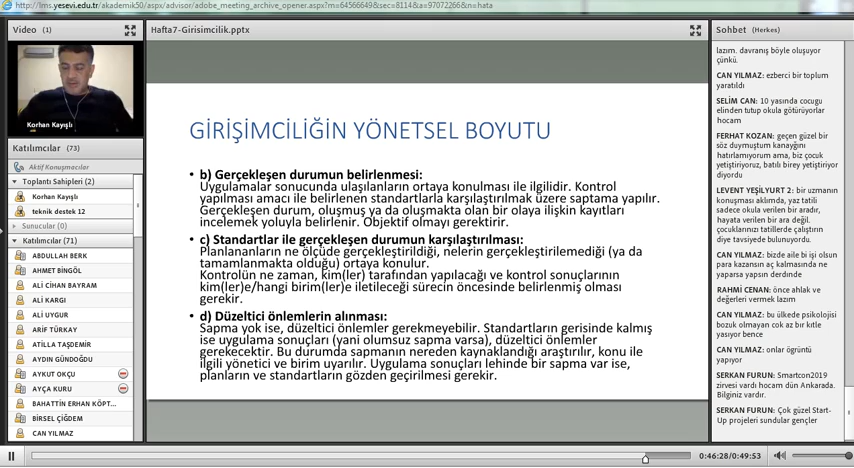 http://lms.yesevi.edu.tr/akademik50/aspx/advisor/adobe_meeting_archive_opener.aspx?m=64566649&sec=8114&a=97072266&n=hata
Video (1)
Korhan Kayışlı
Katılımcılar (73)
Aktif Konuşmacılar
Toplantı Sahipleri (2)
Korhan Kayışlı
teknik destek 12
Sunucular (0)
Katılımcılar (71)
ABDULLAH BERK
AHMET BİNGÖL
ALİ CİHAN BAYRAM
ALİ KARGI
ALİ UYGUR
ARİF TÜRKAY
ATİLLA TAŞDEMİR
AYDIN GÜNDOĞDU
AYKUT OKÇU
AYÇA KURU
BAHATTİN ERHAN KÖPT...
BİRSEL ÇİĞDEM
CAN YILMAZ
Hafta7-Girisimcilik.pptx
GİRİŞİMCİLİĞİN YÖNETSEL BOYUTU
• b) Gerçekleşen durumun belirlenmesi:
Uygulamalar sonucunda ulaşılanların ortaya konulması ile ilgilidir. Kontrol
yapılması amacı ile belirlenen standartlarla karşılaştırılmak üzere saptama yapılır.
Gerçekleşen durum, oluşmuş ya da oluşmakta olan bir olaya ilişkin kayıtları
incelemek yoluyla belirlenir. Objektif olmayı gerektirir.
• c) Standartlar ile gerçekleşen durumun karşılaştırılması:
Planlananların ne ölçüde gerçekleştirildiği, nelerin gerçekleştirilemediği (ya da
tamamlanmakta olduğu) ortaya konulur.
Kontrolün ne zaman, kim(ler) tarafından yapılacağı ve kontrol sonuçlarının
kim(ler)e/hangi birim(ler)e iletileceği sürecin öncesinde belirlenmiş olması
gerekir.
• d) Düzeltici önlemlerin alınması:
Sapma yok ise, düzeltici önlemler gerekmeyebilir. Standartların gerisinde kalmış
ise uygulama sonuçları (yani olumsuz sapma varsa), düzeltici önlemler
gerekecektir. Bu durumda sapmanın nereden kaynaklandığı araştırılır, konu ile
ilgili yönetici ve birim uyarılır. Uygulama sonuçları lehinde bir sapma var ise,
planların ve standartların gözden geçirilmesi gerekir.
Sohbet (Herkes)
lazım. davranış böyle oluşuyor
çünkü.
CAN YILMAZ: ezberci bir toplum
yaratıldı
SELİM CAN: 10 yasında cocugu
elinden tutup okula götürüyorlar
hocam
FERHAT KOZAN: geçen güzel bir
söz duymuştum kanayğını
hatırlamıyorum ama, biz çocuk
yetiştiriyoruz, batılı birey yetiştiriyor
diyordu
LEVENT YEŞİLYURT 2: bir uzmanın
konuşması aklımda, yaz tatili
sadece okula verilen bir aradır,
hayata verilen bir ara değil.
çocuklarınızı tatillerde çalıştırın
diye tavsiyede bulunuyordu.
CAN YILMAZ: bizde aile bi işi olsun
para kazansın aç kalmasında ne
yaparsa yapsın derdınde
RAHMİ CENAN: önce ahlak ve
değerleri vermek lazım
CAN YILMAZ: bu ülkede psikolojisi
bozuk olmayan cok az bır kıtle
yasıyor bence
CAN YILMAZ: onlar ögrüntü
yapıyor
SERKAN FURUN: Smartcon2019
zirvesi vardı hocam dün Ankarada.
Bilginiz vardır.
SERKAN FURUN: Çok güzel Start-
Up projeleri sundular gençler
0:46:28/0:49:53